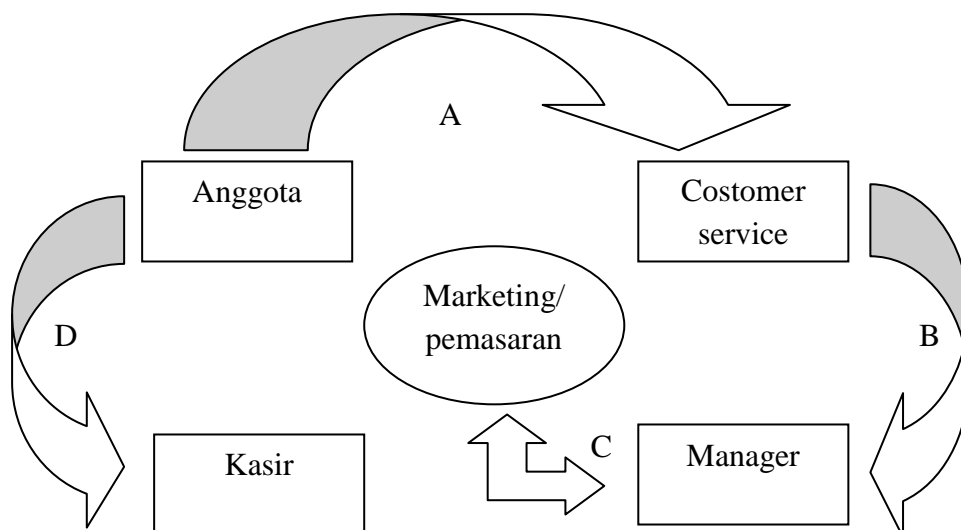 A
Anggota
Costomer
service
Marketing/
pemasaran
D
B
Kasir
C
Manager